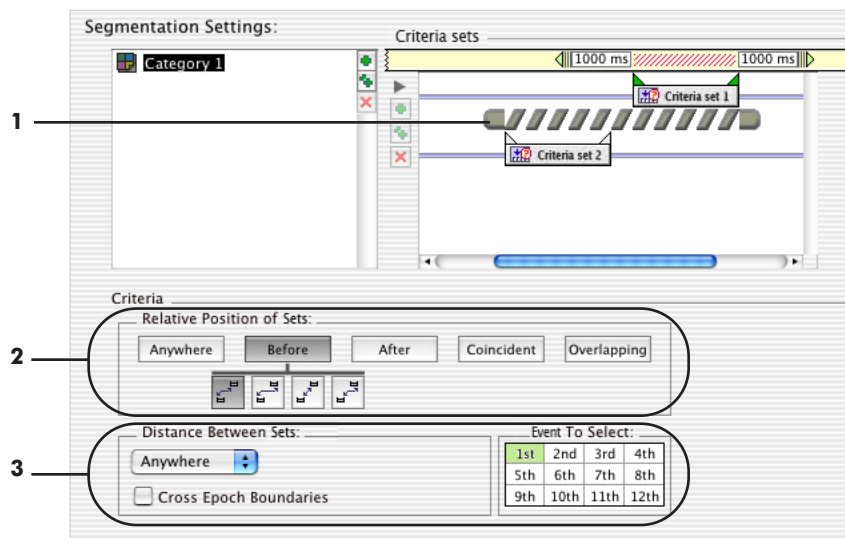 Segmentation Settings:
Criteria sets
Category 1
1000 ms
1000 ms
Criteria set 1
1
Criteria set 2
Criteria
Relative Position of Sets:
2
Anywhere
Before
After
Coincident
Overlapping
Distance Between Sets:
Event To Select:
3
Anywhere
1st 2nd 3rd 4th
5th 6th 7th 8th
Cross Epoch Boundaries
9th 10th 11th 12th